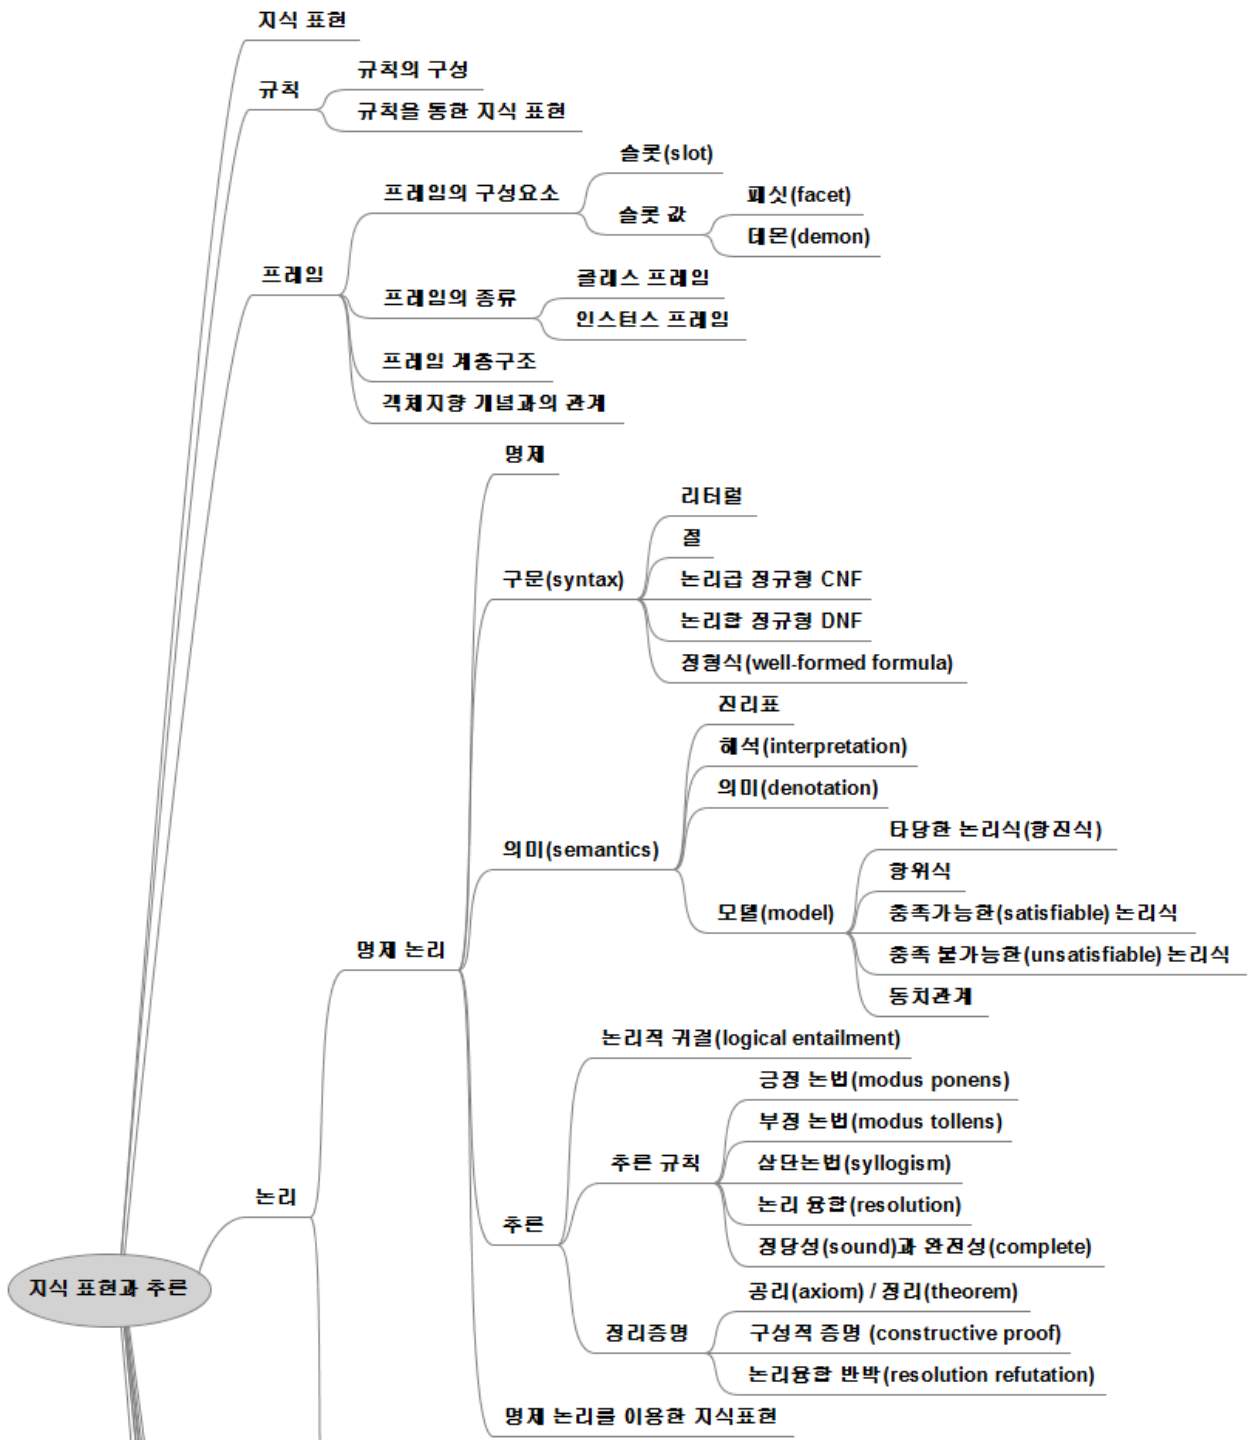 지식 표현
규칙
규칙의 구성
규칙을 통한 지식 표현
프레임
프레임의 구성요소
슬롯(slot)
슬롯 값
패싯(facet)
데몬(demon)
프레임의 종류
클래스 프레임
인스턴스 프레임
프레임 계층구조
객체지향 개념과의 관계
지식 표현과 추론
논리
명제 논리
명제
구문(syntax)
리터럴
절
논리곱 정규형 CNF
논리합 정규형 DNF
정형식(well-formed formula)
의미(semantics)
진리표
해석(interpretation)
의미(denotation)
모델(model)
타당한 논리식(항진식)
항위식
충족가능한(satisfiable) 논리식
충족 불가능한(unsatisfiable) 논리식
동치관계
추론
논리적 귀결(logical entailment)
추론 규칙
긍정 논법(modus ponens)
부정 논법(modus tollens)
삼단논법(syllogism)
논리 융합(resolution)
정당성(sound)과 완전성(complete)
정리증명
공리(axiom) / 정리(theorem)
구성적 증명 (constructive proof)
논리융합 반박(resolution refutation)
명제 논리를 이용한 지식표현